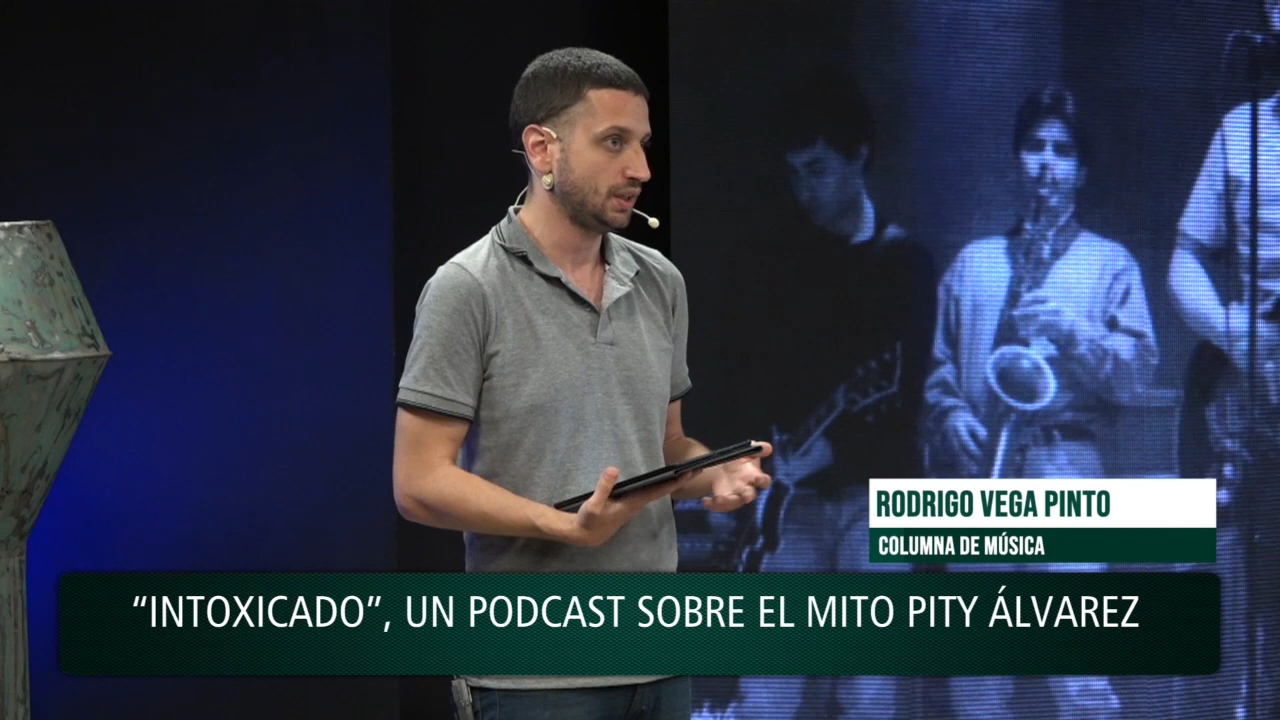 RODRIGO VEGA PINTO
COLUMNA DE MÚSICA
“INTOXICADO”, UN PODCAST SOBRE EL MITO PITY ÁLVAREZ